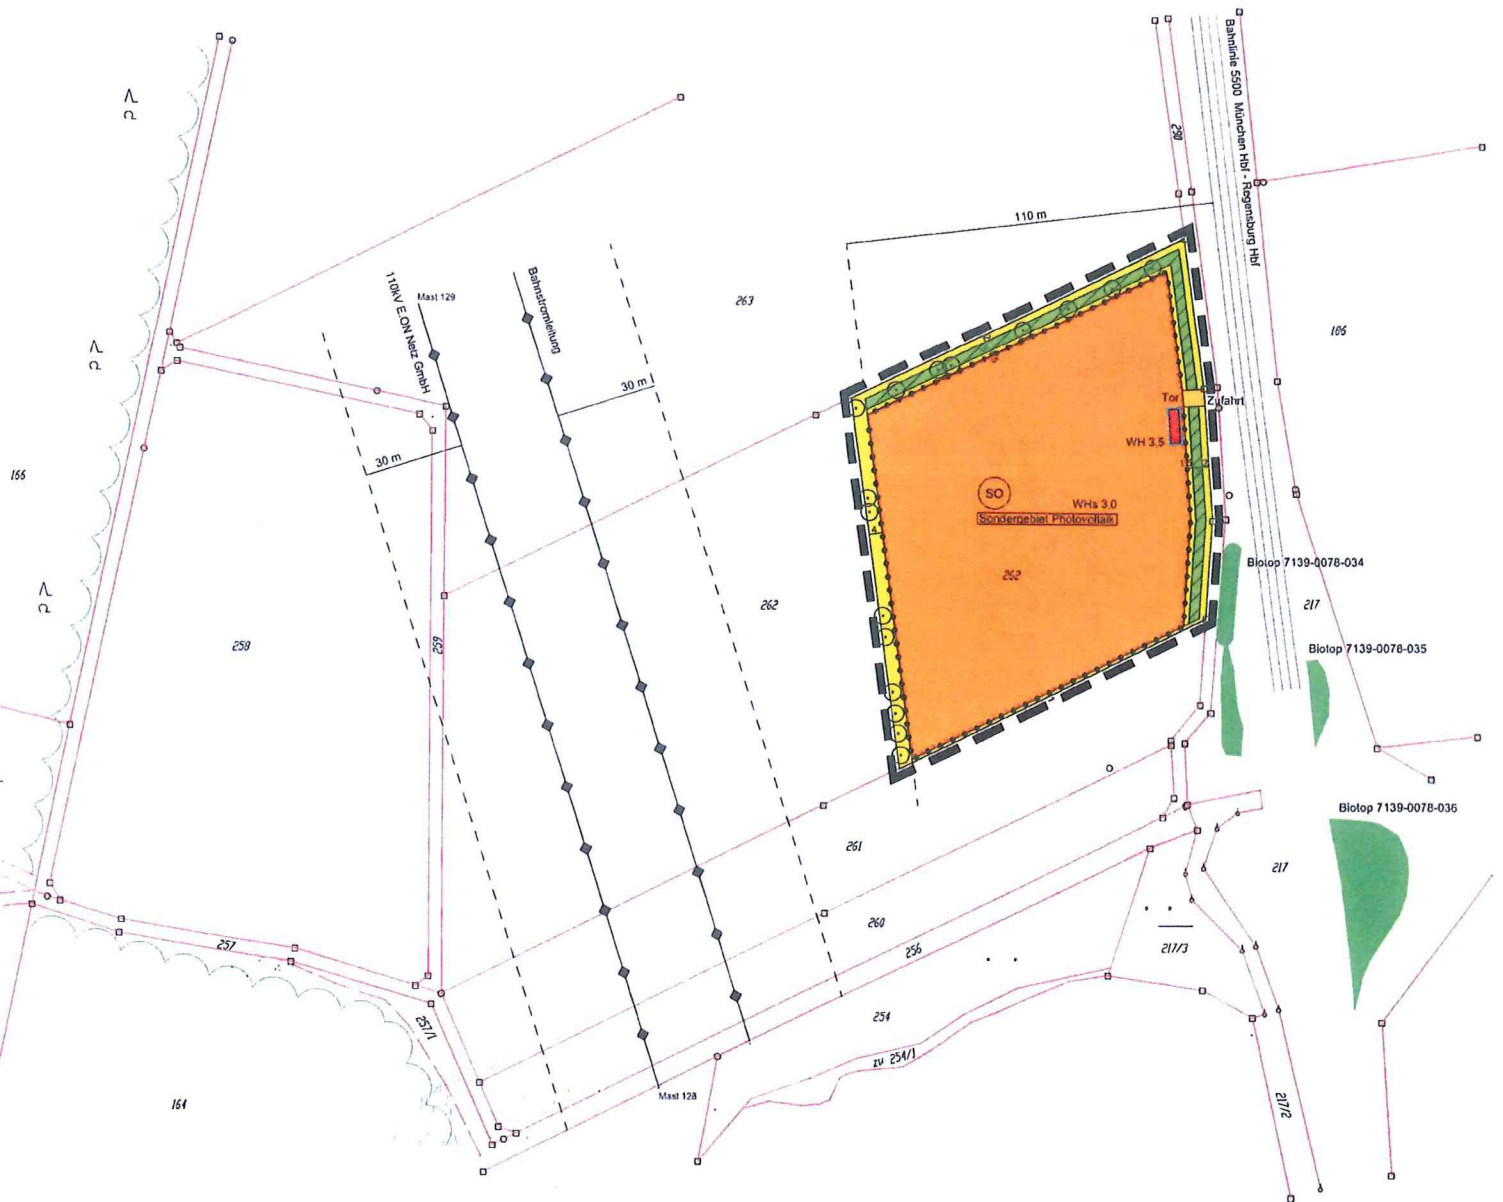 Bahnlinie 5500 München Hbf - Regensburg Hbf
290
110 m
263
186
110kV E.ON Netz GmbH
Mast 129
Bahnstromleitung
30 m
30 m
166
Tor
Zufahrt
WH 3.5
SO
WHs 3.0
Sondergebiet Photovoltaik
4
262
262
258
259
Biotop 7139-0078-034
217
Biotop 7139-0078-035
Biotop 7139-0078-036
261
217
260
256
217/3
257
257/1
254
zu 254/1
164
Mast 128
217/2